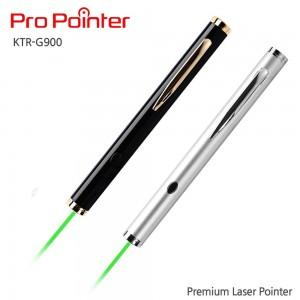 Pro Pointer
KTR-G900
Premium Laser Pointer